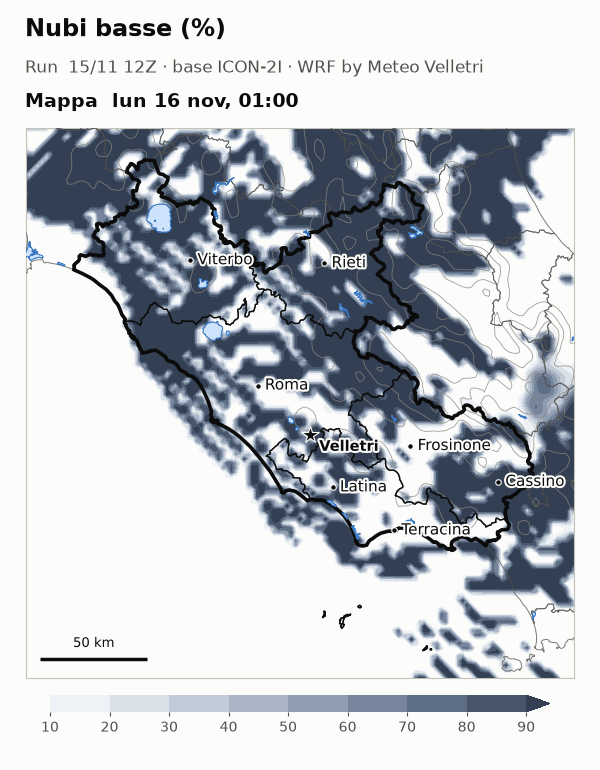 Nubi basse (%)
Run  15/11 12Z · base ICON-2I · WRF by Meteo Velletri
Mappa  lun 16 nov, 01:00
Viterbo
Rieti
Roma
Velletri
Frosinone
Latina
Cassino
Terracina
50 km
10 20 30 40 50 60 70 80 90